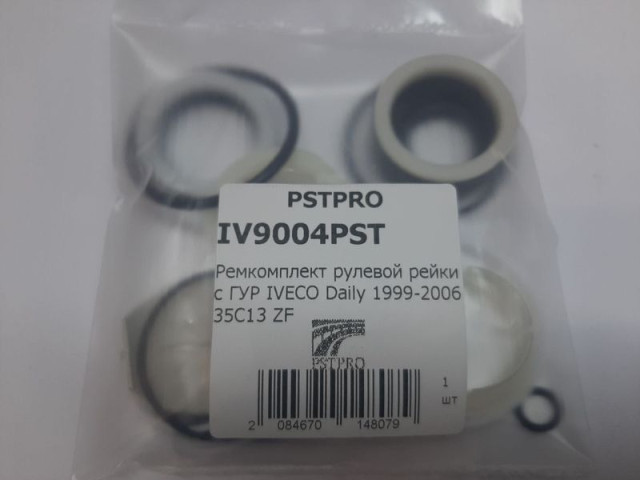 PSTPRO
IV9004PST
Ремкомплект рулевой рейки
с ГУР IVECO Daily 1999-2006
35C13 ZF
PSTPRO
1
шт
2 084670 148079